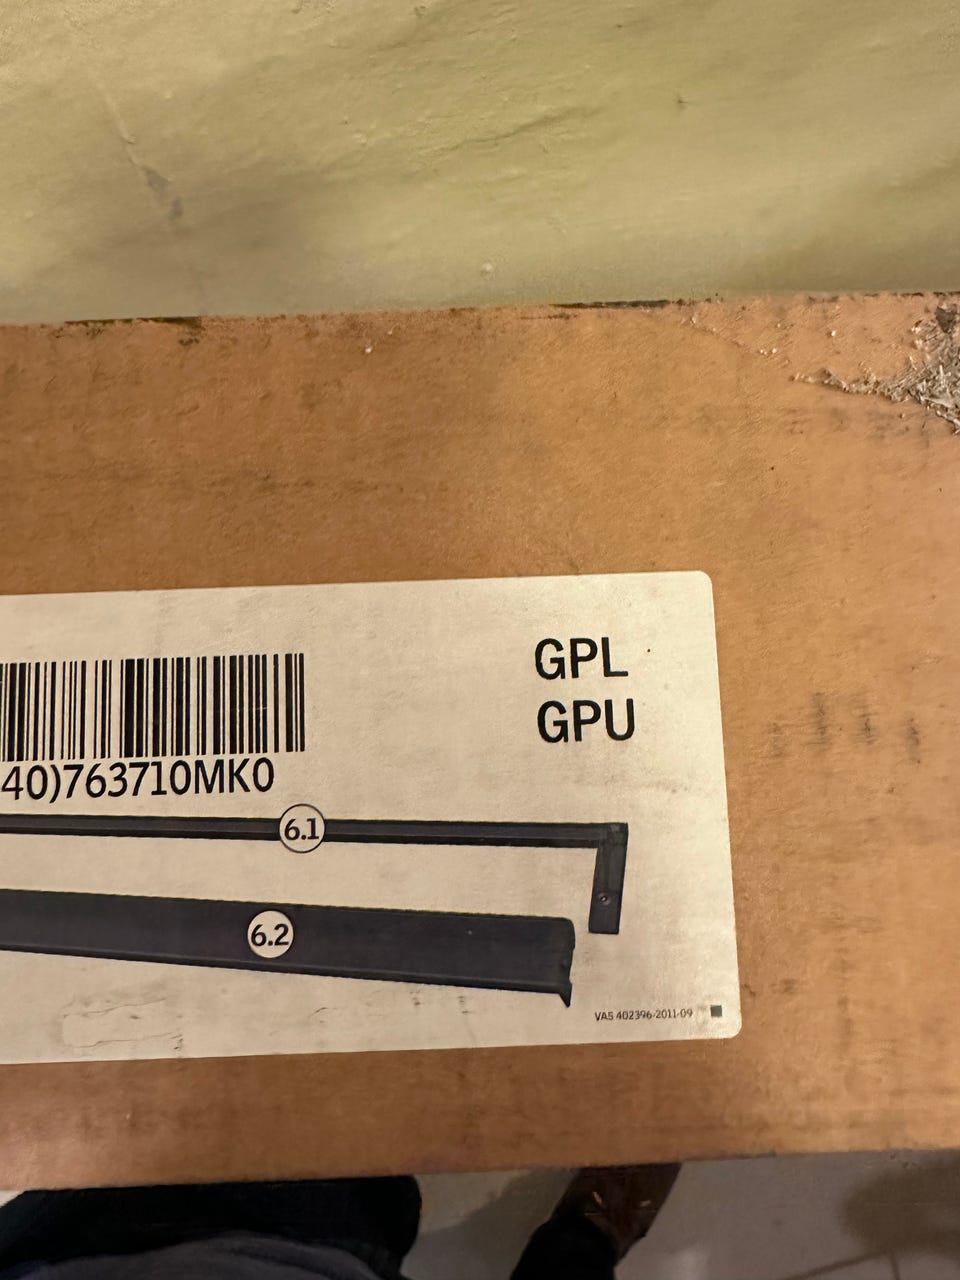 GPL
GPU
40)763710MK0
6.1
6.2
VAS 402396-2011-09